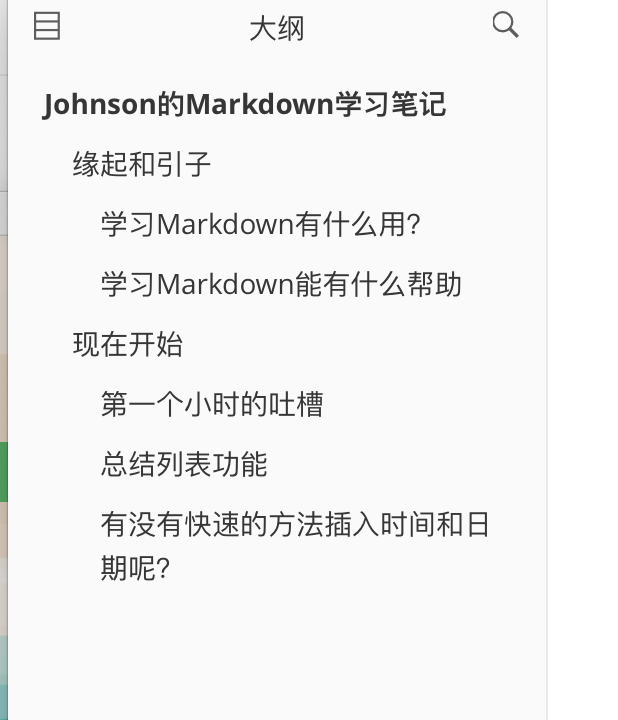 大纲
Johnson的Markdown学习笔记
缘起和引子
学习Markdown有什么用?
学习Markdown能有什么帮助
现在开始
第一个小时的吐槽
总结列表功能
有没有快速的方法插入时间和日
期呢?